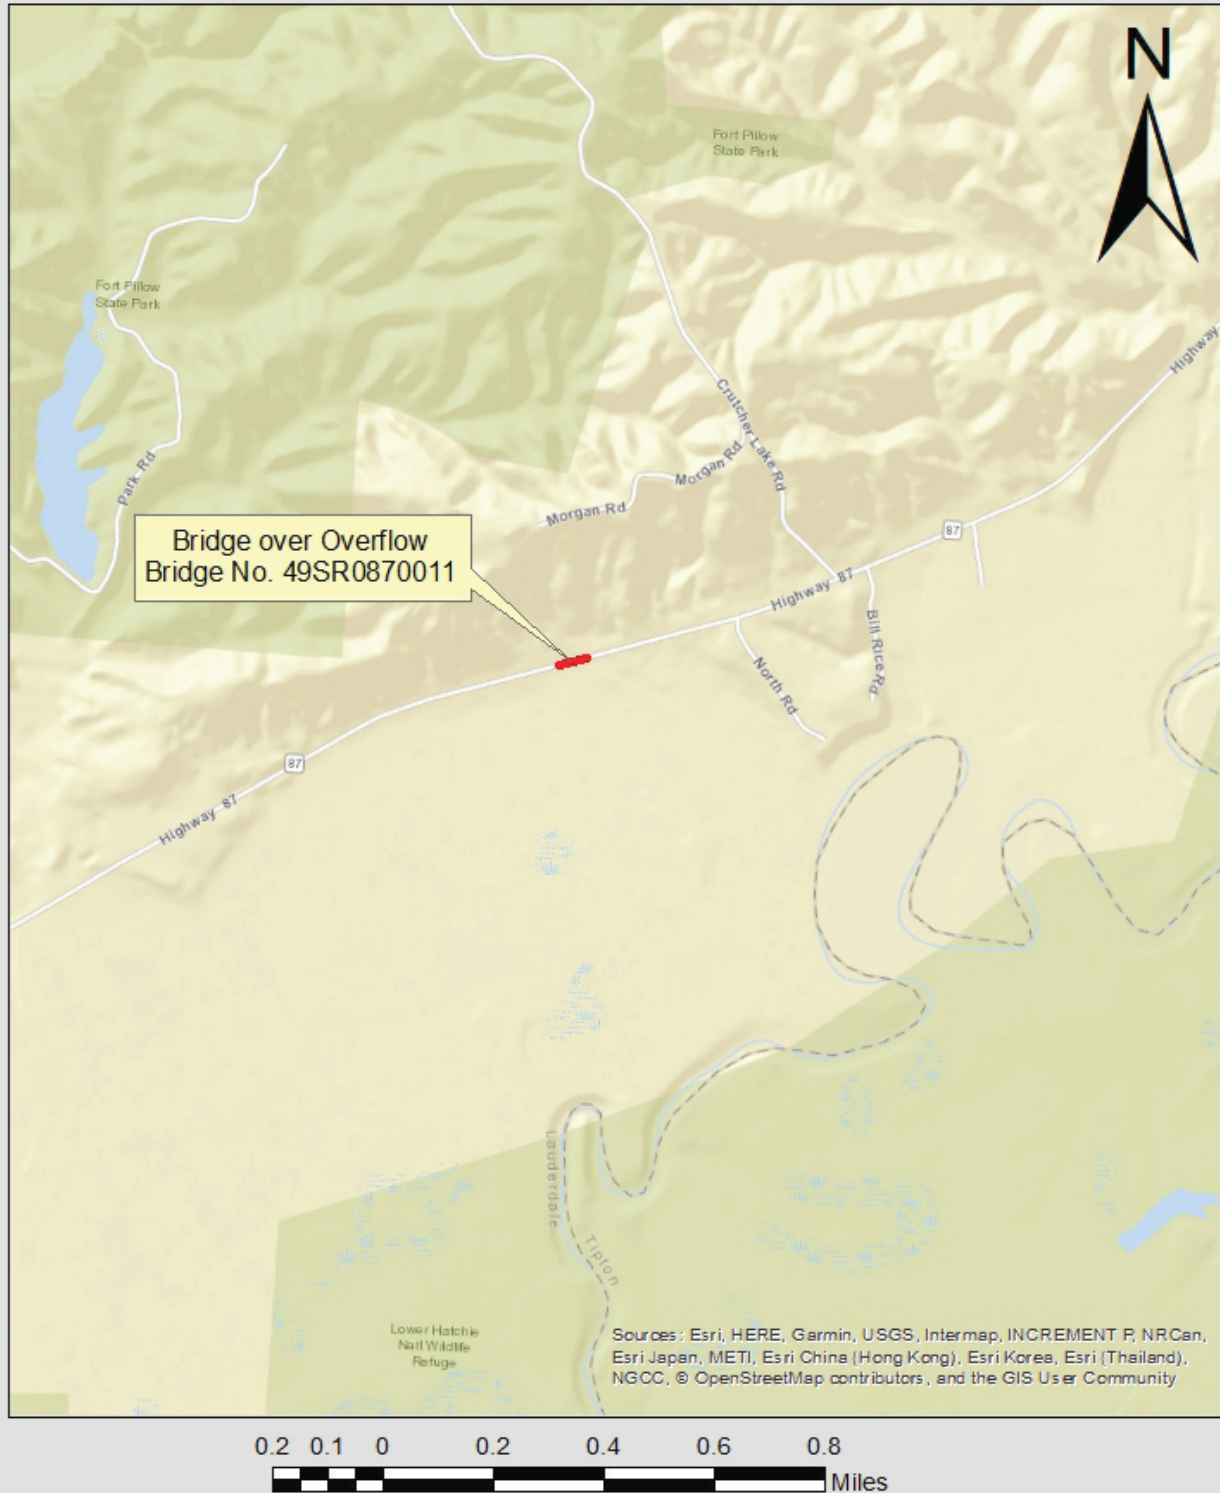 N
Fort Pillow
State Park
Fort Pillow
State Park
Highway
Crutcher Lake Rd
Park Rd
Morgan Rd
Morgan Rd
87
Bridge over Overflow
Bridge No. 49SR0870011
Highway 87
Bill Rice Rd
North Rd
87
Highway 87
Lauderdale
Tipton
Lower Hatchie
Natl Wildlife
Refuge
Sources: Esri, HERE, Garmin, USGS, Intermap, INCREMENT P, NRCan,
Esri Japan, METI, Esri China (Hong Kong), Esri Korea, Esri (Thailand),
NGCC, © OpenStreetMap contributors, and the GIS User Community
0.2 0.1 0 0.2 0.4 0.6 0.8
Miles